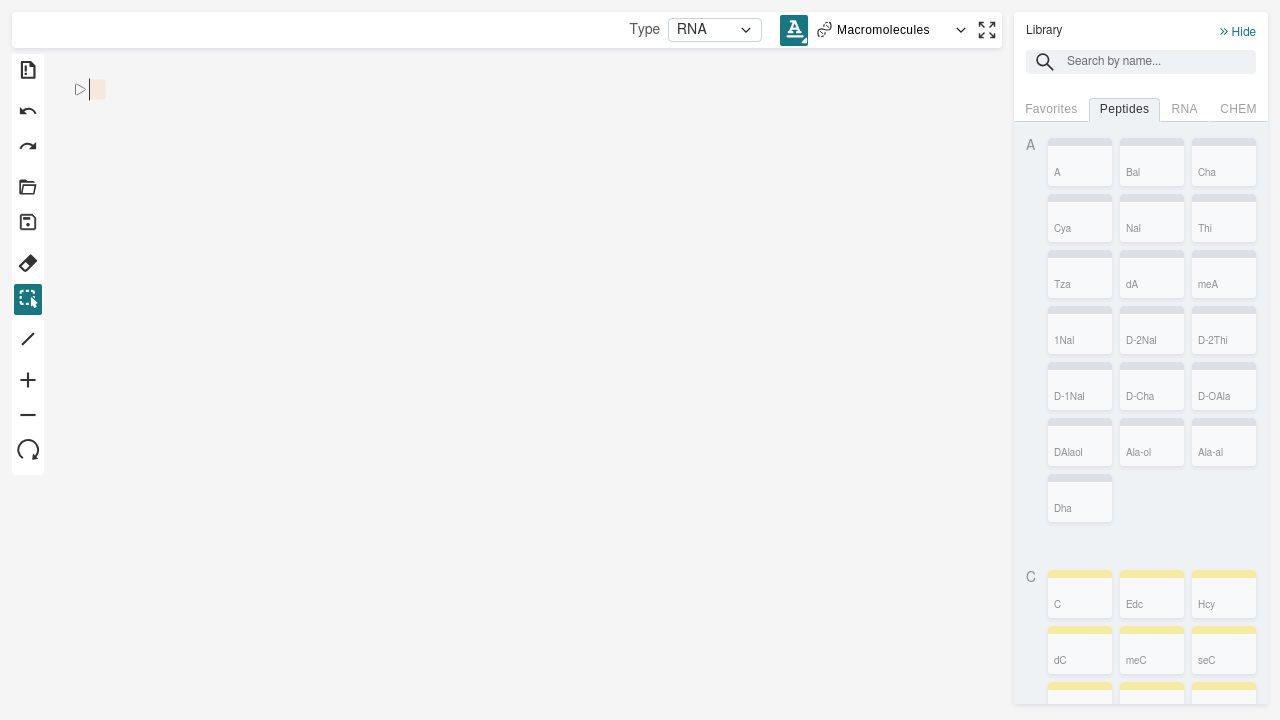 Type RNA Macromolecules
Library
Hide
Search by name...
Favorites Peptides RNA CHEM
A
A Bal Cha
Cya Nal Thi
Tza dA meA
1Nal D-2Nal D-2Thi
D-1Nal D-Cha D-OAla
DAlaol Ala-ol Ala-al
Dha
C
C Edc Hcy
dC meC seC